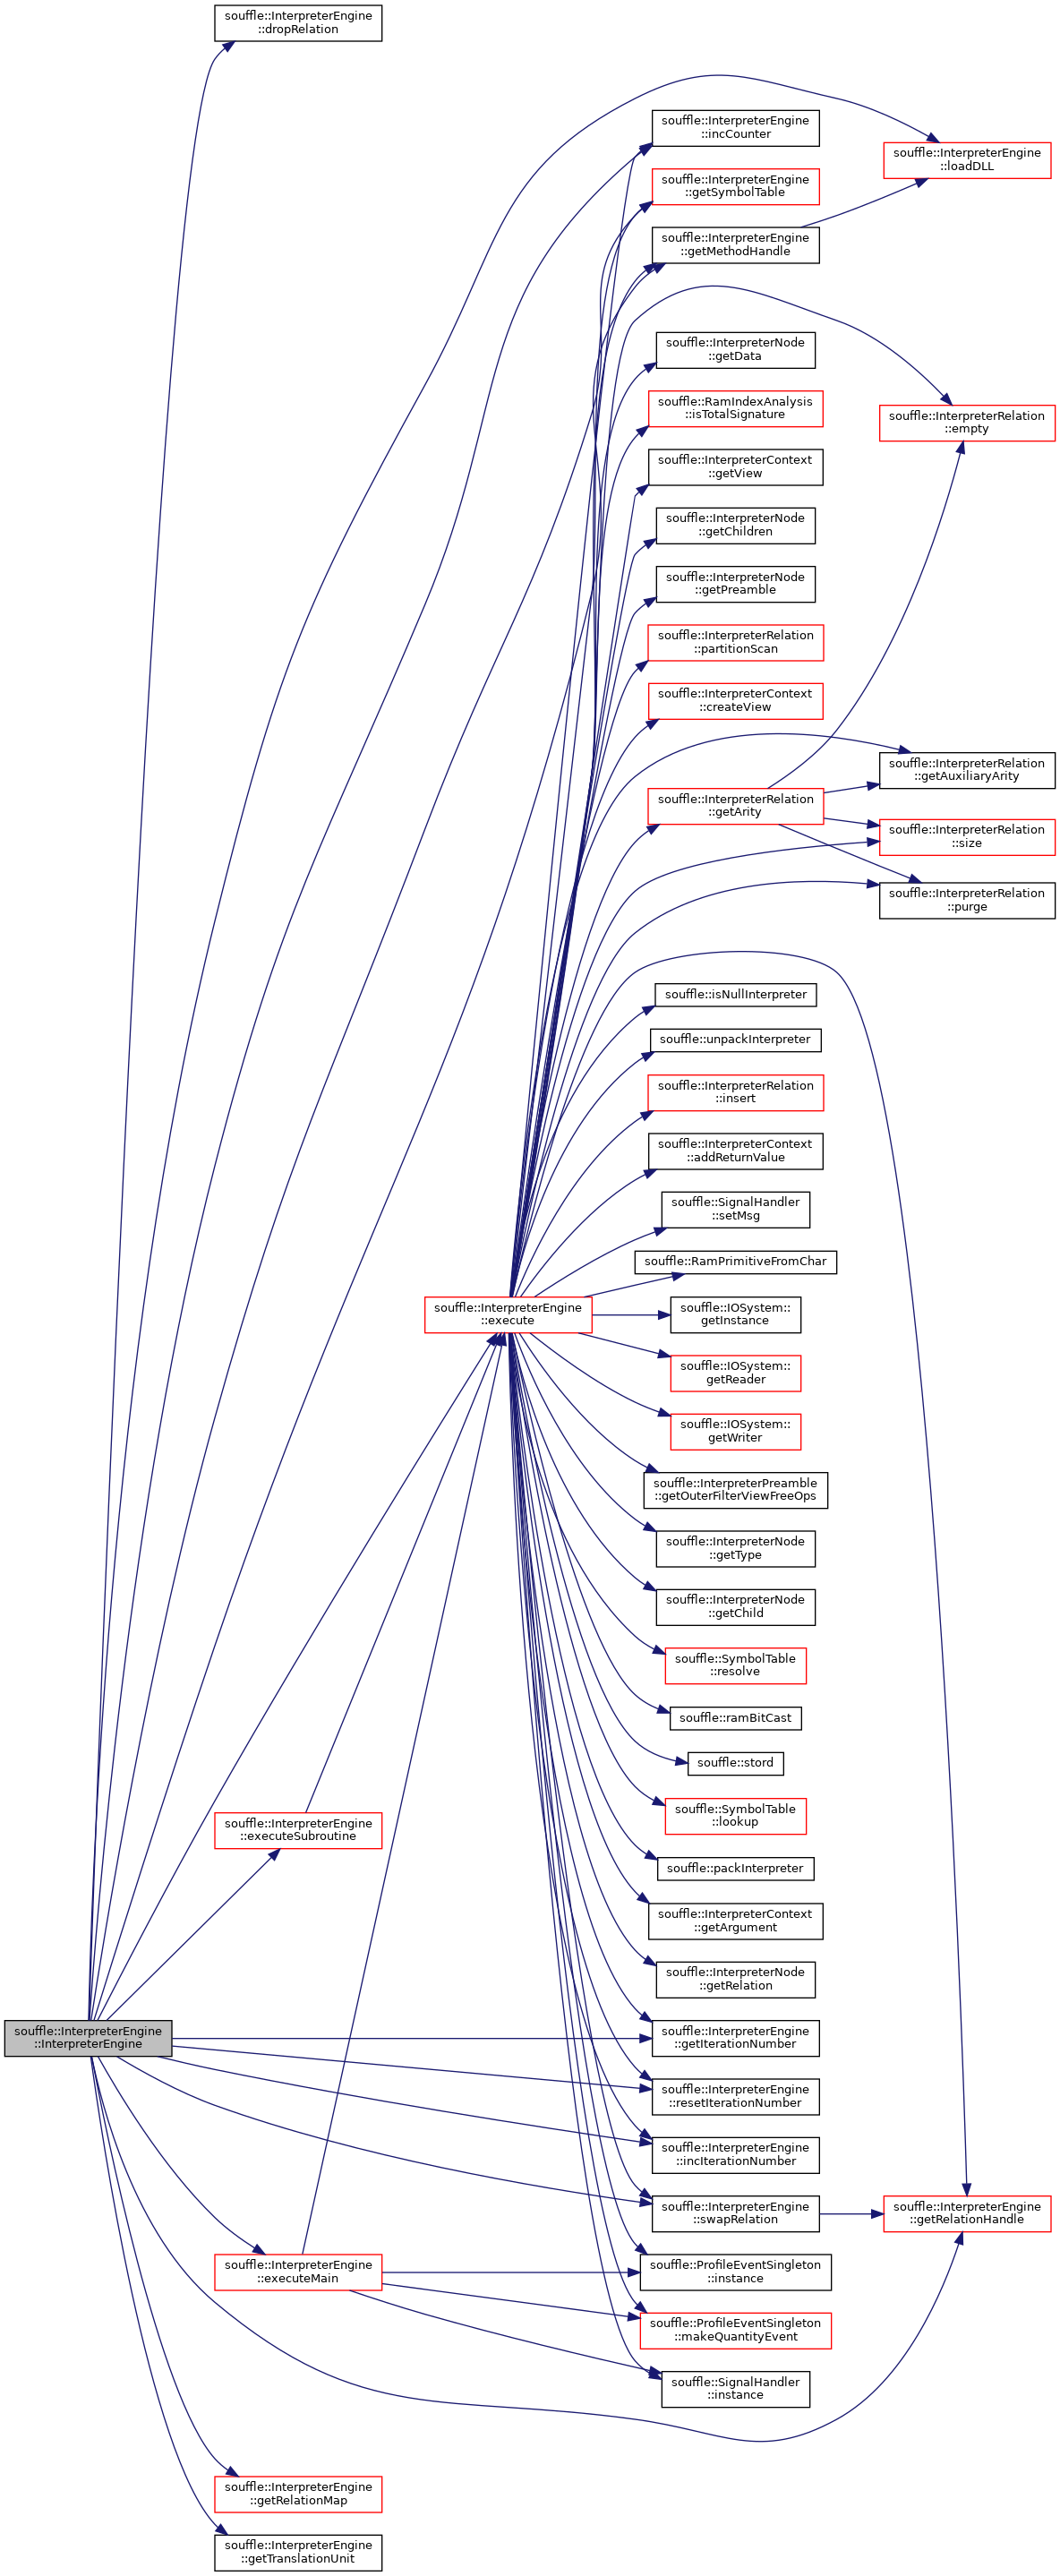 souffle::InterpreterEngine
::dropRelation
souffle::InterpreterEngine
::incCounter
souffle::InterpreterEngine
::loadDLL
souffle::InterpreterEngine
::getSymbolTable
souffle::InterpreterEngine
::getMethodHandle
souffle::InterpreterNode
::getData
souffle::RamIndexAnalysis
::isTotalSignature
souffle::InterpreterRelation
::empty
souffle::InterpreterContext
::getView
souffle::InterpreterNode
::getChildren
souffle::InterpreterNode
::getPreamble
souffle::InterpreterRelation
::partitionScan
souffle::InterpreterContext
::createView
souffle::InterpreterRelation
::getAuxiliaryArity
souffle::InterpreterRelation
::getArity
souffle::InterpreterRelation
::size
souffle::InterpreterRelation
::purge
souffle::isNullInterpreter
souffle::unpackInterpreter
souffle::InterpreterRelation
::insert
souffle::InterpreterContext
::addReturnValue
souffle::SignalHandler
::setMsg
souffle::RamPrimitiveFromChar
souffle::InterpreterEngine
::execute
souffle::IOSystem::
getInstance
souffle::IOSystem::
getReader
souffle::IOSystem::
getWriter
souffle::InterpreterPreamble
::getOuterFilterViewFreeOps
souffle::InterpreterNode
::getType
souffle::InterpreterNode
::getChild
souffle::SymbolTable
::resolve
souffle::ramBitCast
souffle::stord
souffle::SymbolTable
::lookup
souffle::InterpreterEngine
::executeSubroutine
souffle::packInterpreter
souffle::InterpreterContext
::getArgument
souffle::InterpreterNode
::getRelation
souffle::InterpreterEngine
::InterpreterEngine
souffle::InterpreterEngine
::getIterationNumber
souffle::InterpreterEngine
::resetIterationNumber
souffle::InterpreterEngine
::incIterationNumber
souffle::InterpreterEngine
::swapRelation
souffle::InterpreterEngine
::getRelationHandle
souffle::InterpreterEngine
::executeMain
souffle::ProfileEventSingleton
::instance
souffle::ProfileEventSingleton
::makeQuantityEvent
souffle::SignalHandler
::instance
souffle::InterpreterEngine
::getRelationMap
souffle::InterpreterEngine
::getTranslationUnit